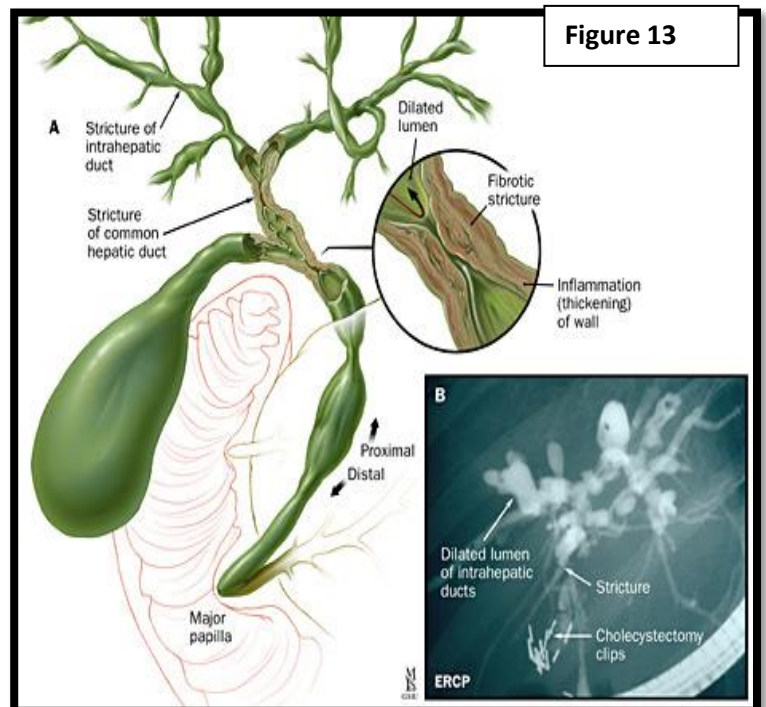 Figure 13
A
Stricture of
intrahepatic
duct
Stricture
of common
hepatic duct
Dilated
lumen
Fibrotic
stricture
Inflammation
(thickening)
of wall
Proximal
Distal
Major
papilla
B
Dilated lumen
of intrahepatic
ducts
Stricture
Cholecystectomy
clips
ERCP